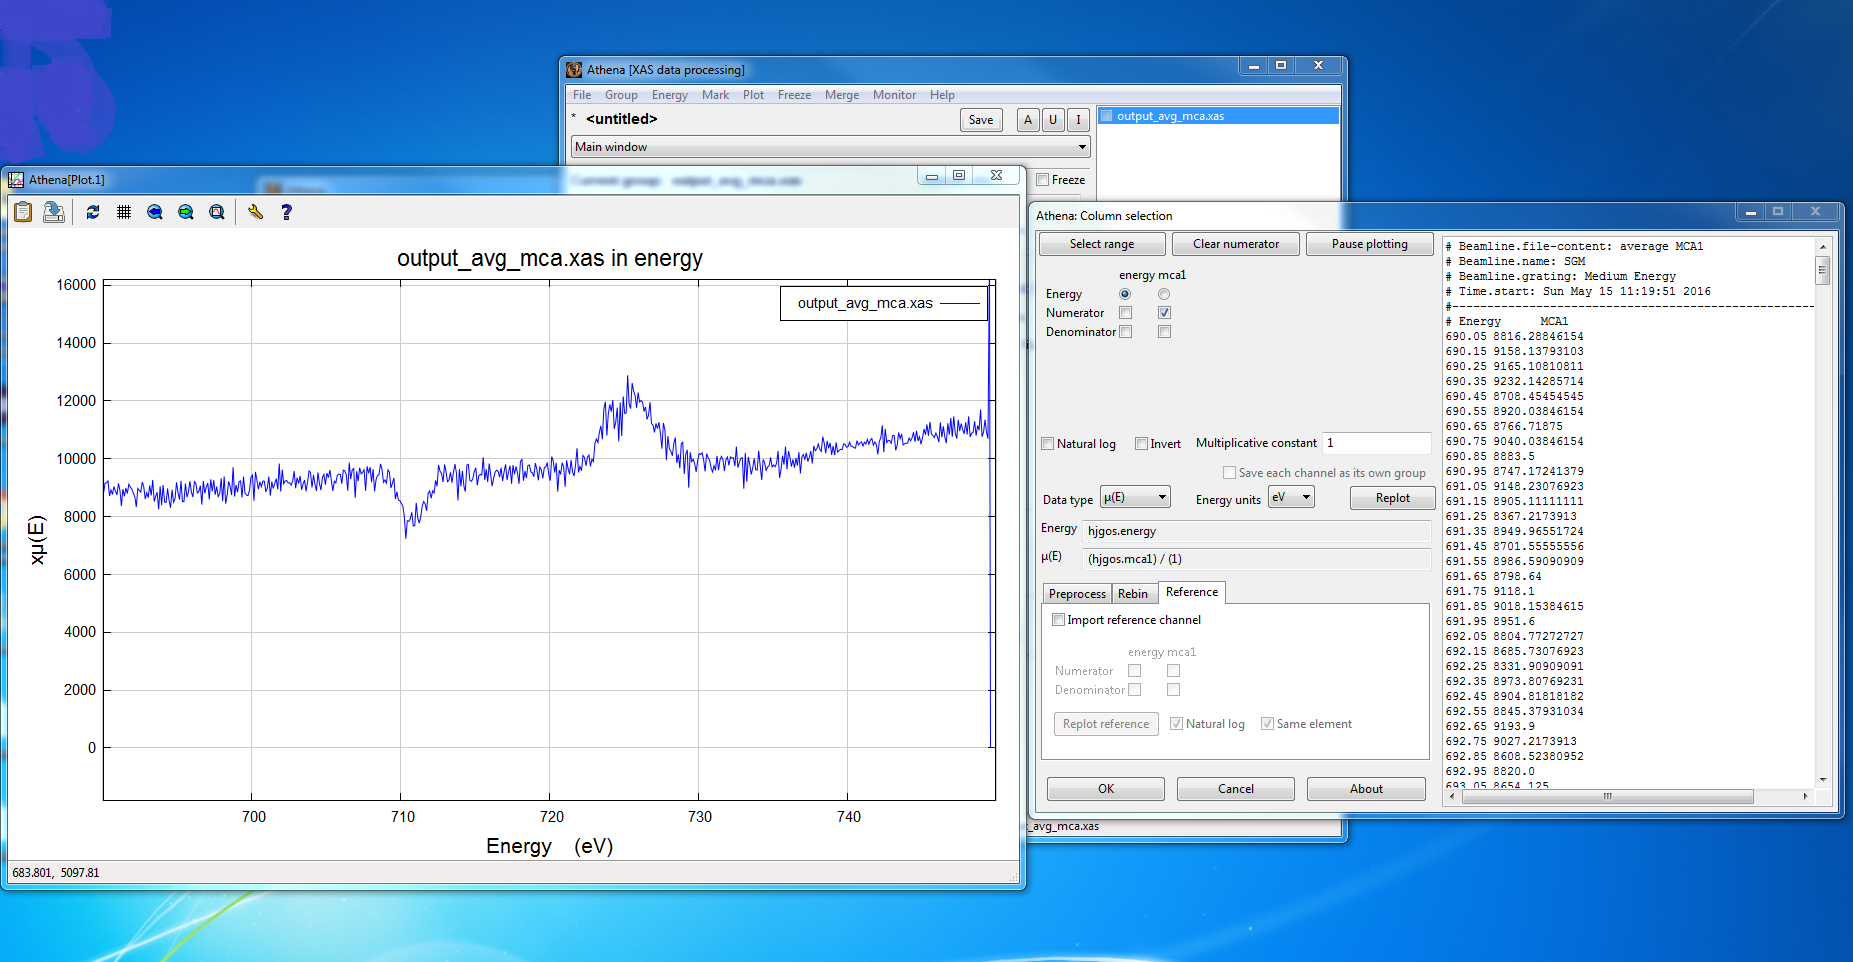 Athena [XAS data processing]
File Group Energy Mark Plot Freeze Merge Monitor Help
* <untitled>
Save
A
U
I
output_avg_mca.xas
Main window
Current group: output_avg_mca.xas
Freeze
Athena[Plot.1]
output_avg_mca.xas in energy
output_avg_mca.xas
16000
14000
12000
10000
8000
6000
4000
2000
0
xμ(E)
700 710 720 730 740
Energy (eV)
683.801, 5097.81
_avg_mca.xas
Athena: Column selection
Select range
Clear numerator
Pause plotting
energy mca1
Energy
Numerator
Denominator
Natural log
Invert
Multiplicative constant 1
Save each channel as its own group
Data type μ(E)
Energy units eV
Replot
Energy hjgos.energy
μ(E) (hjgos.mca1) / (1)
Preprocess Rebin Reference
Import reference channel
energy mca1
Numerator
Denominator
Replot reference
Natural log
Same element
OK
Cancel
About
# Beamline.file-content: average MCA1
# Beamline.name: SGM
# Beamline.grating: Medium Energy
# Time.start: Sun May 15 11:19:51 2016
#------------------------------------------------------
# Energy MCA1
690.05 8816.28846154
690.15 9158.13793103
690.25 9165.10810811
690.35 9232.14285714
690.45 8708.45454545
690.55 8920.03846154
690.65 8766.71875
690.75 9040.03846154
690.85 8883.5
690.95 8747.17241379
691.05 9148.23076923
691.15 8905.11111111
691.25 8367.2173913
691.35 8949.96551724
691.45 8701.55555556
691.55 8986.59090909
691.65 8798.64
691.75 9118.1
691.85 9018.15384615
691.95 8951.6
692.05 8804.77272727
692.15 8685.73076923
692.25 8331.90909091
692.35 8973.80769231
692.45 8904.81818182
692.55 8845.37931034
692.65 9193.9
692.75 9027.2173913
692.85 8608.52380952
692.95 8820.0
693.05 8654.125